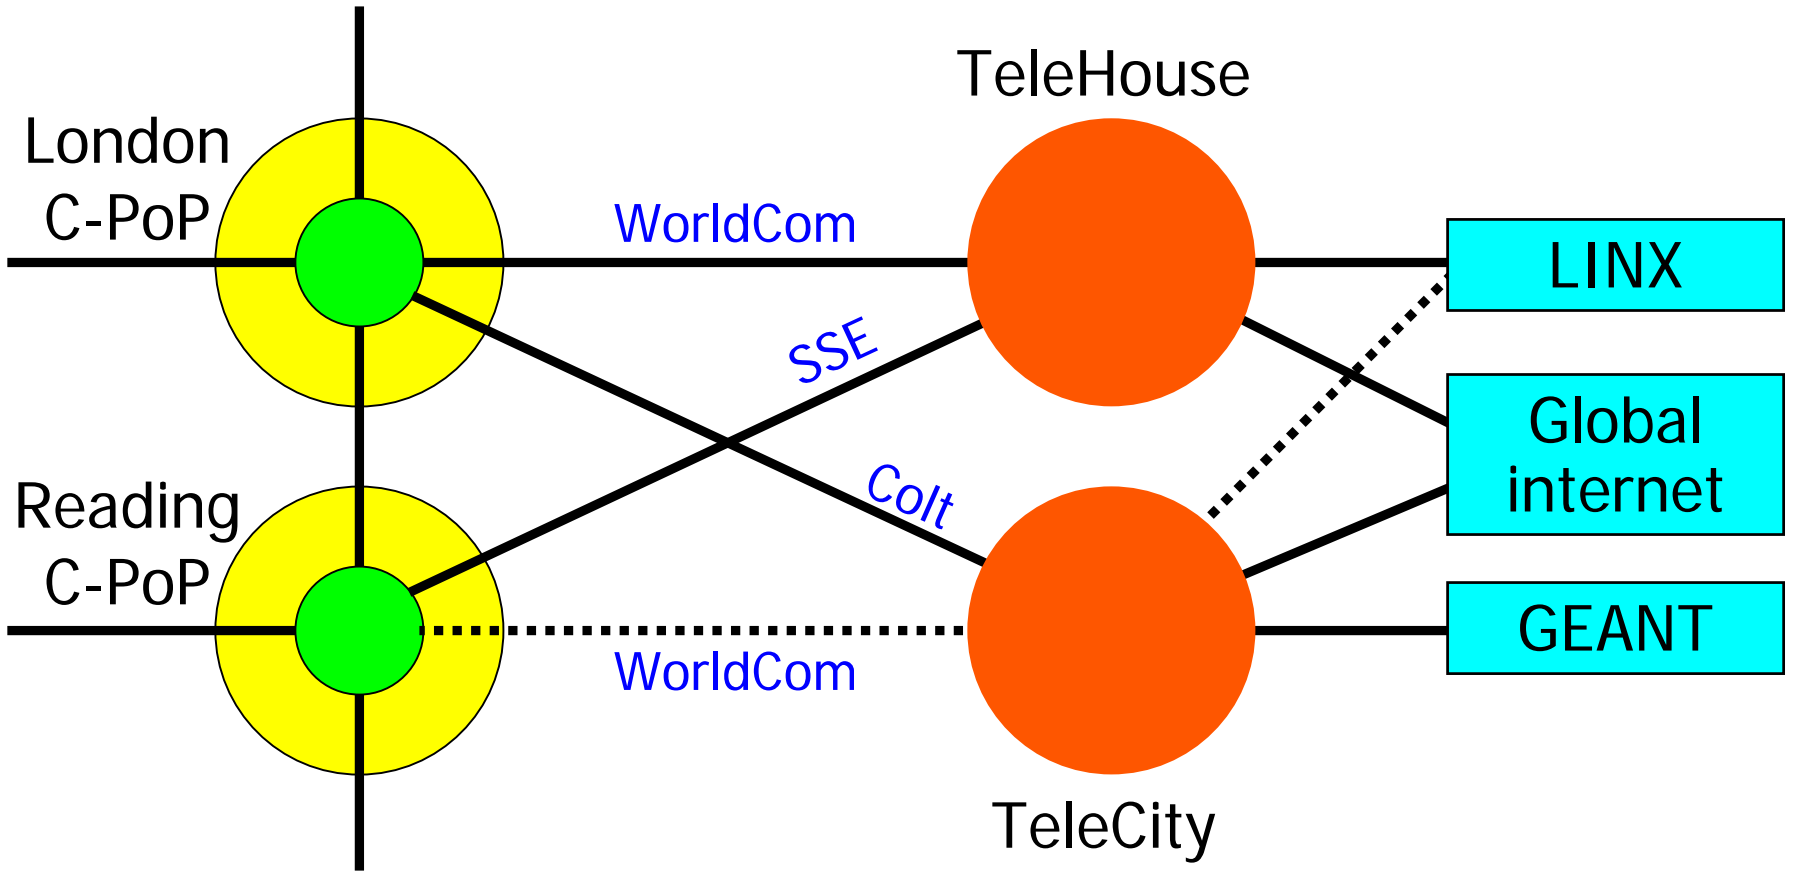 TeleHouse
London
C-PoP
WorldCom
LINX
SSE
Global
internet
Colt
Reading
C-PoP
GEANT
WorldCom
TeleCity